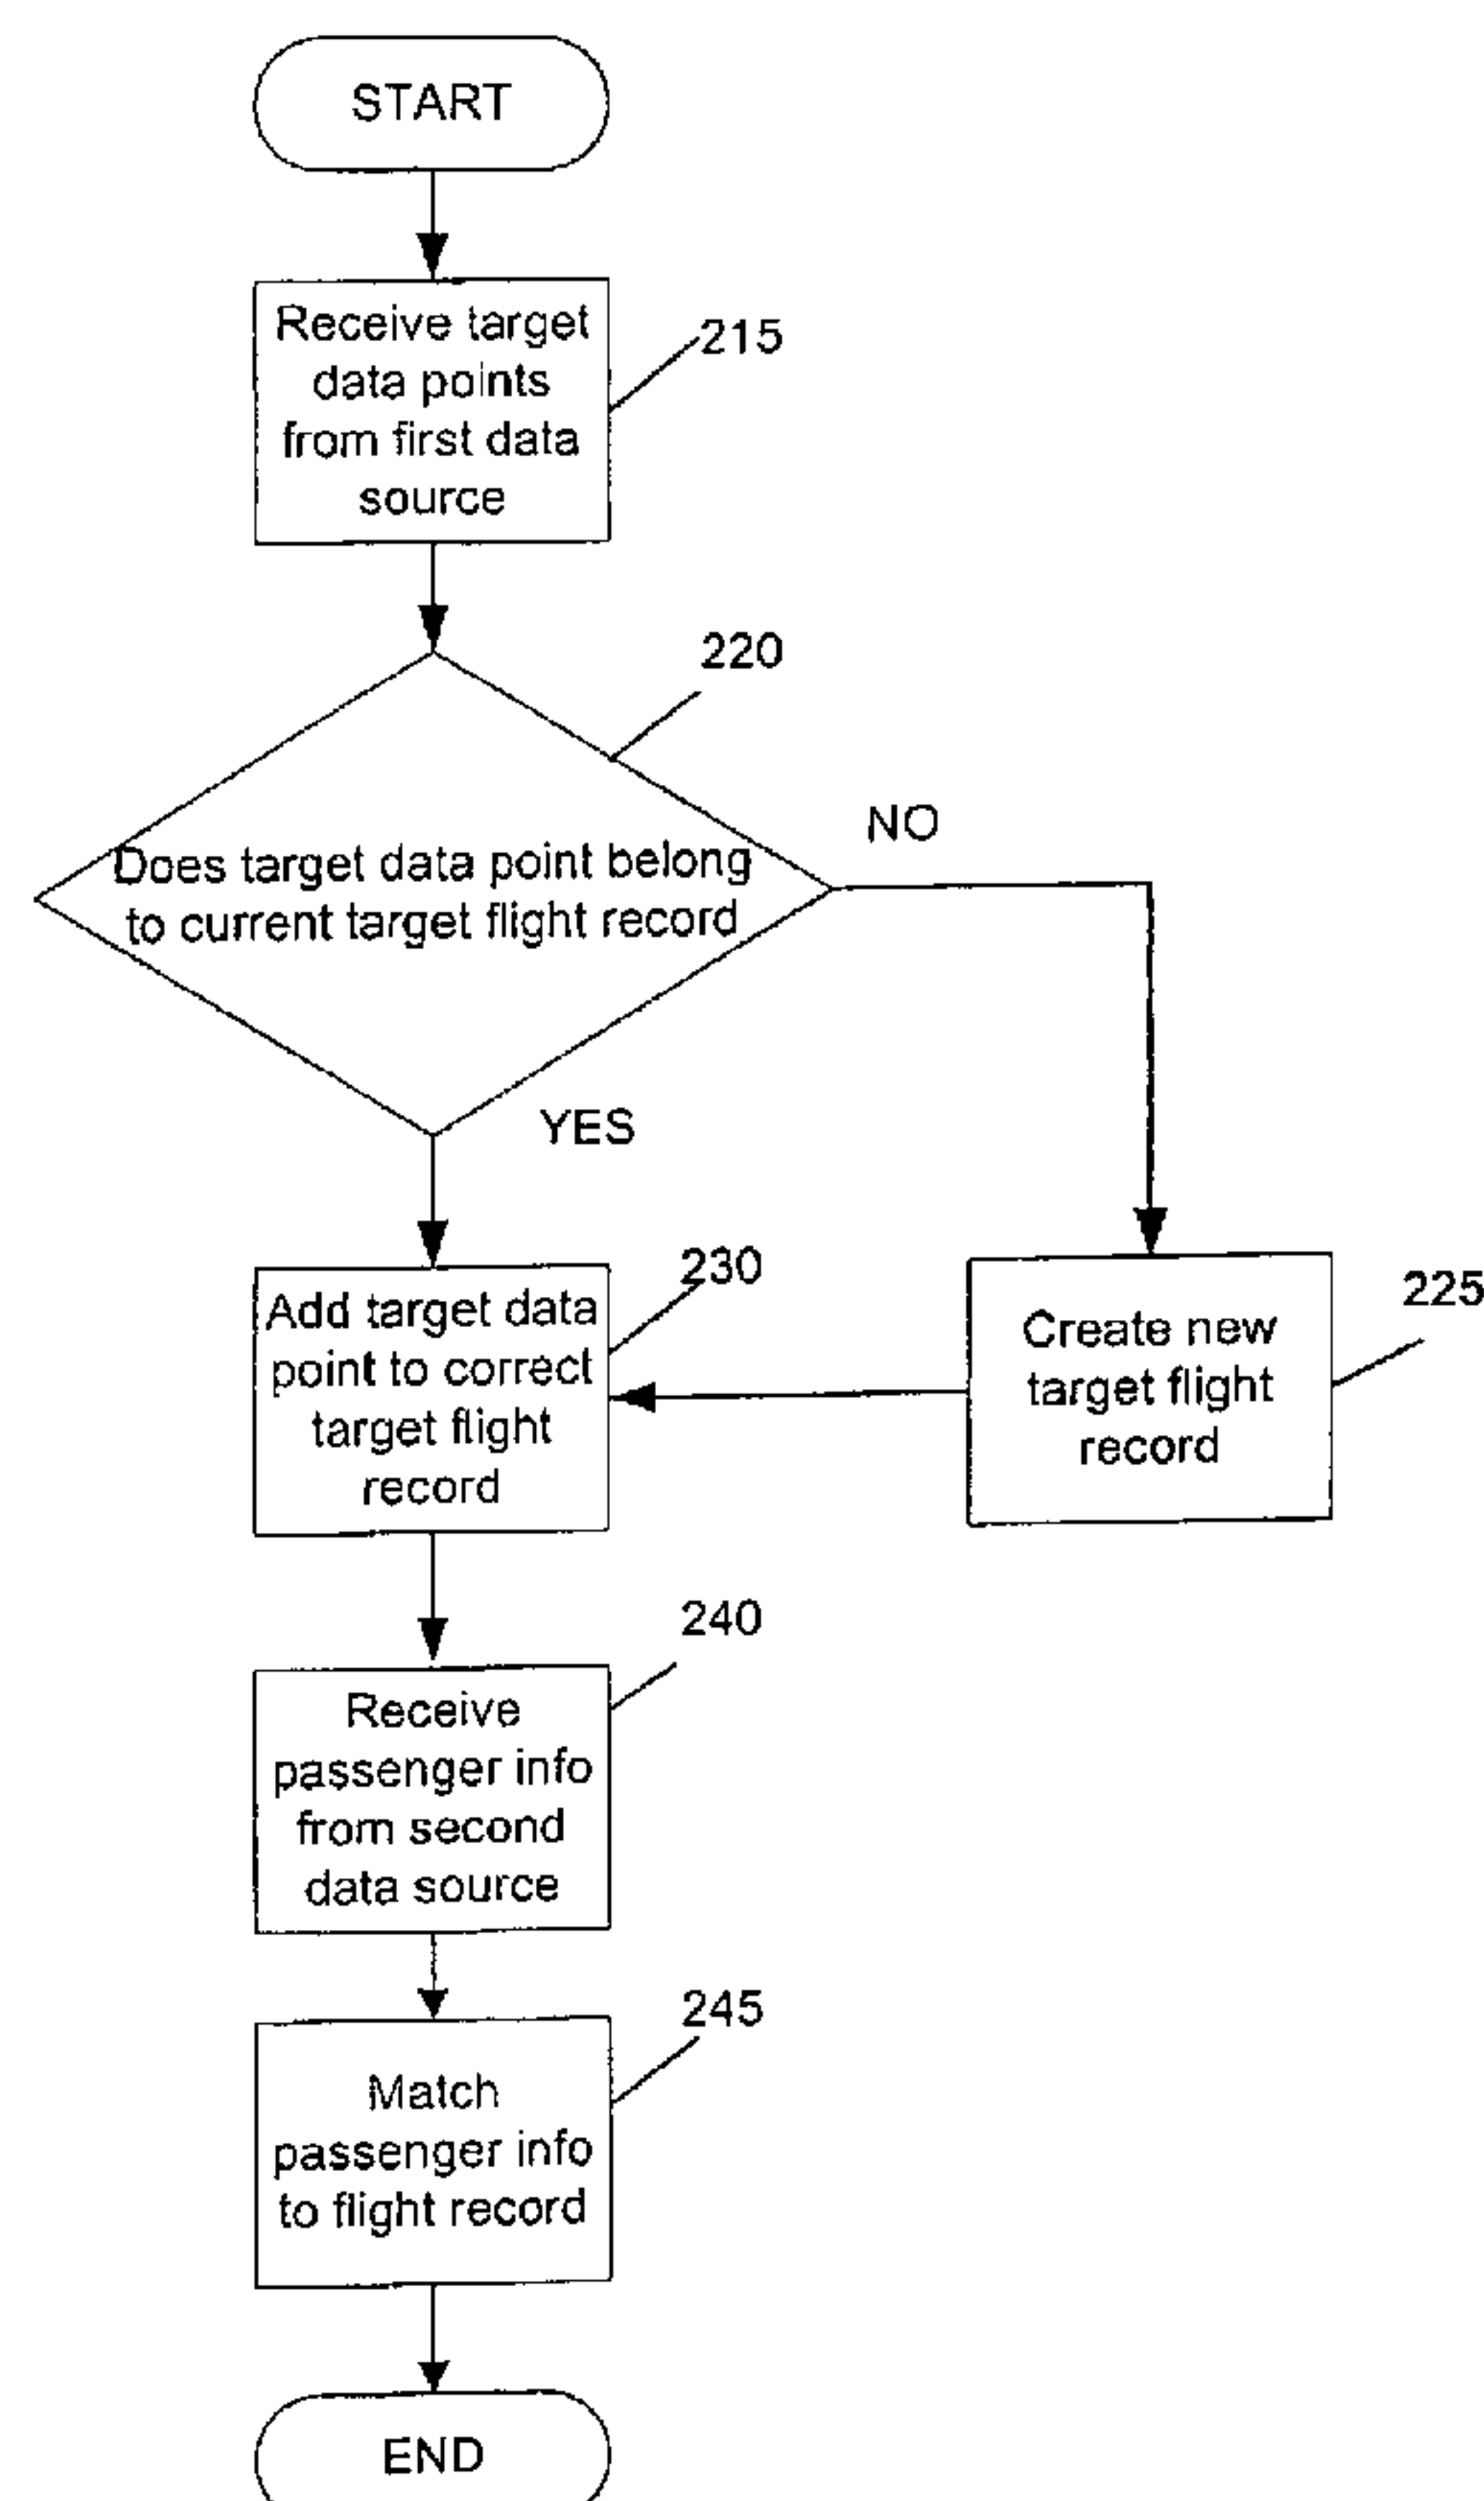 START
Receive target
data points
from first data
source
215
220
Does target data point belong
to current target flight record
NO
YES
Add target data
point to correct
target flight
record
230
Create new
target flight
record
225
Receive
passenger info
from second
data source
240
Match
passenger info
to flight record
245
END